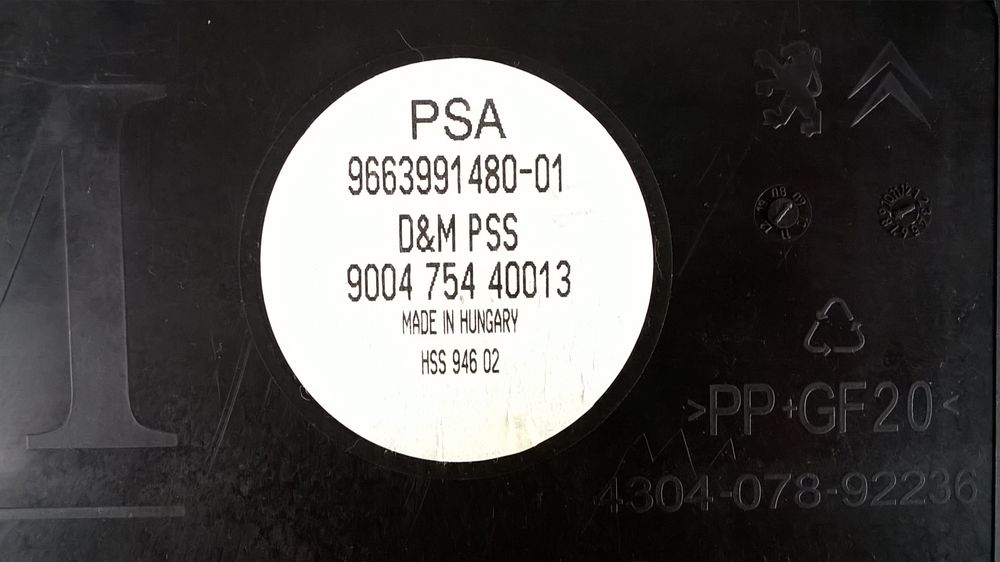 PSA
9663991480-01
D&M PSS
9004 754 40013
MADE IN HUNGARY
HSS 946 02
>PP+GF20<
4304-078-92236